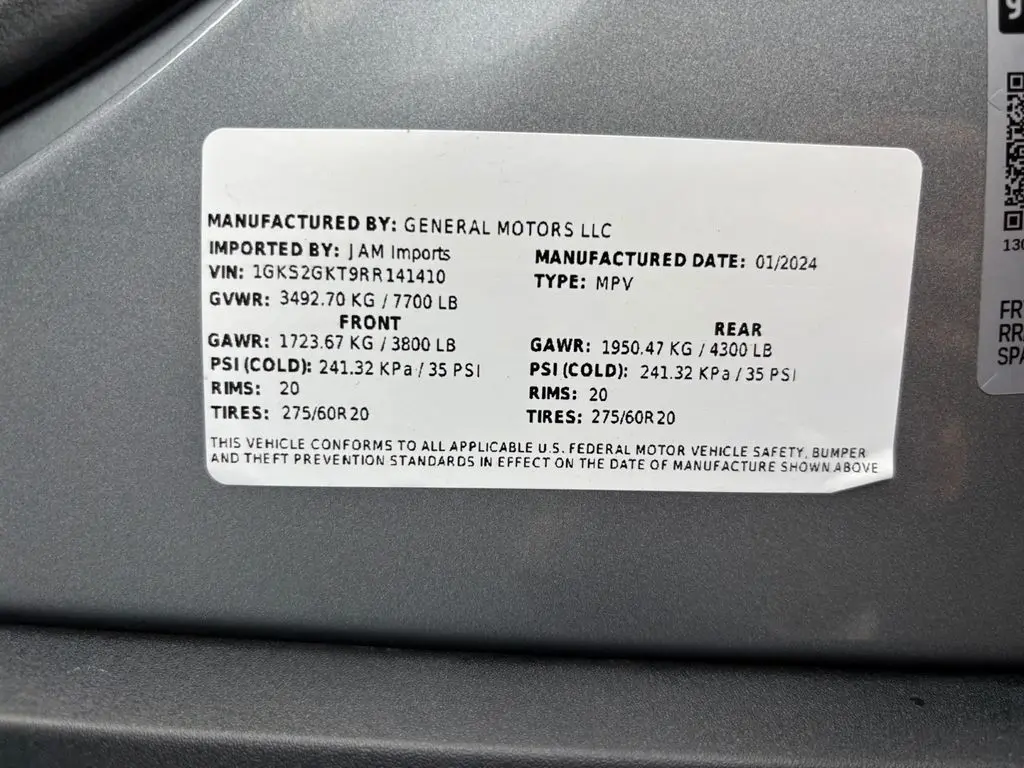 MANUFACTURED BY: GENERAL MOTORS LLC
IMPORTED BY: JAM Imports
MANUFACTURED DATE: 01/2024
VIN: 1GKS2GKT9RR141410
TYPE: MPV
GVWR: 3492.70 KG / 7700 LB
FRONT
REAR
GAWR: 1723.67 KG / 3800 LB
GAWR: 1950.47 KG / 4300 LB
PSI (COLD): 241.32 KPa / 35 PSI
PSI (COLD): 241.32 KPa / 35 PSI
RIMS: 20
RIMS: 20
TIRES: 275/60R20
TIRES: 275/60R20
THIS VEHICLE CONFORMS TO ALL APPLICABLE U.S. FEDERAL MOTOR VEHICLE SAFETY, BUMPER
AND THEFT PREVENTION STANDARDS IN EFFECT ON THE DATE OF MANUFACTURE SHOWN ABOVE
130
FR
RR
SPA